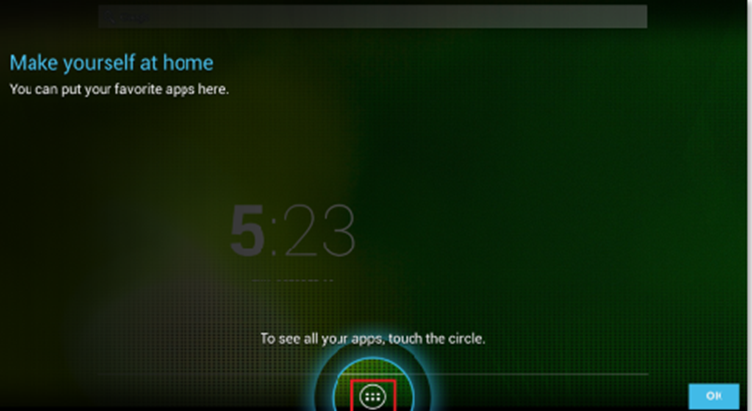 Make yourself at home
You can put your favorite apps here.
5:23
To see all your apps, touch the circle.
OK